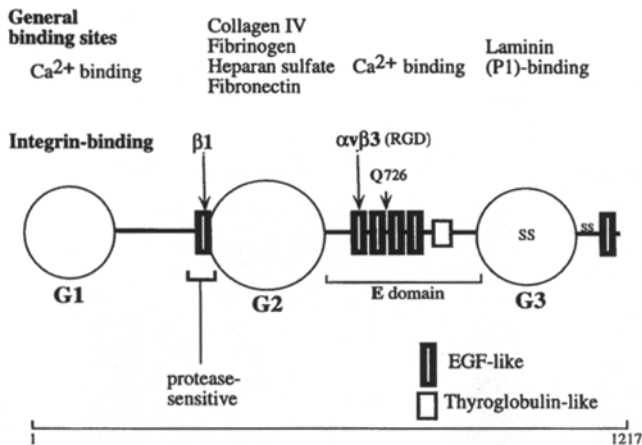 General
binding sites
Ca2+ binding
Collagen IV
Fibrinogen
Heparan sulfate
Fibronectin
Ca2+ binding
Laminin
(P1)-binding
Integrin-binding
β1
αvβ3 (RGD)
Q726
ss
ss
G1
G2
E domain
G3
protease-
sensitive
EGF-like
Thyroglobulin-like
1
1217